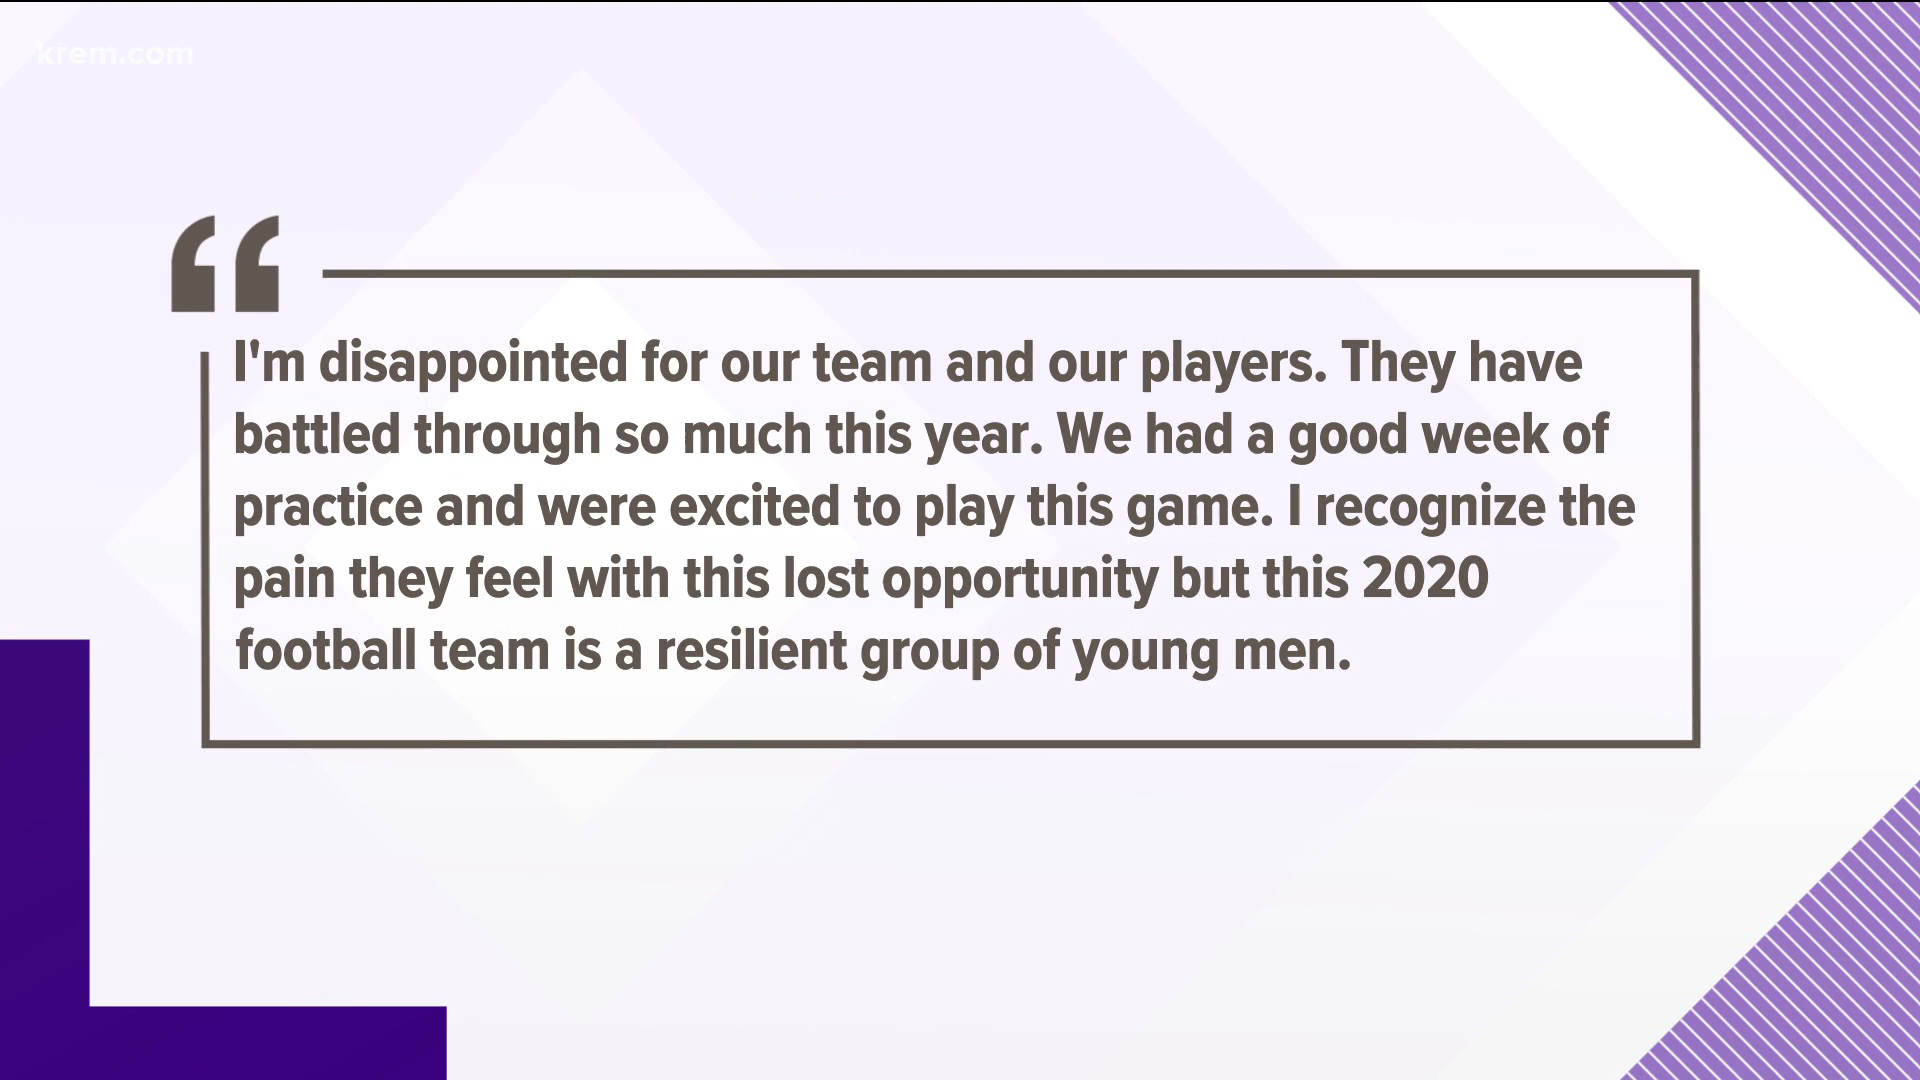 krem.com
“
I'm disappointed for our team and our players. They have
battled through so much this year. We had a good week of
practice and were excited to play this game. I recognize the
pain they feel with this lost opportunity but this 2020
football team is a resilient group of young men.